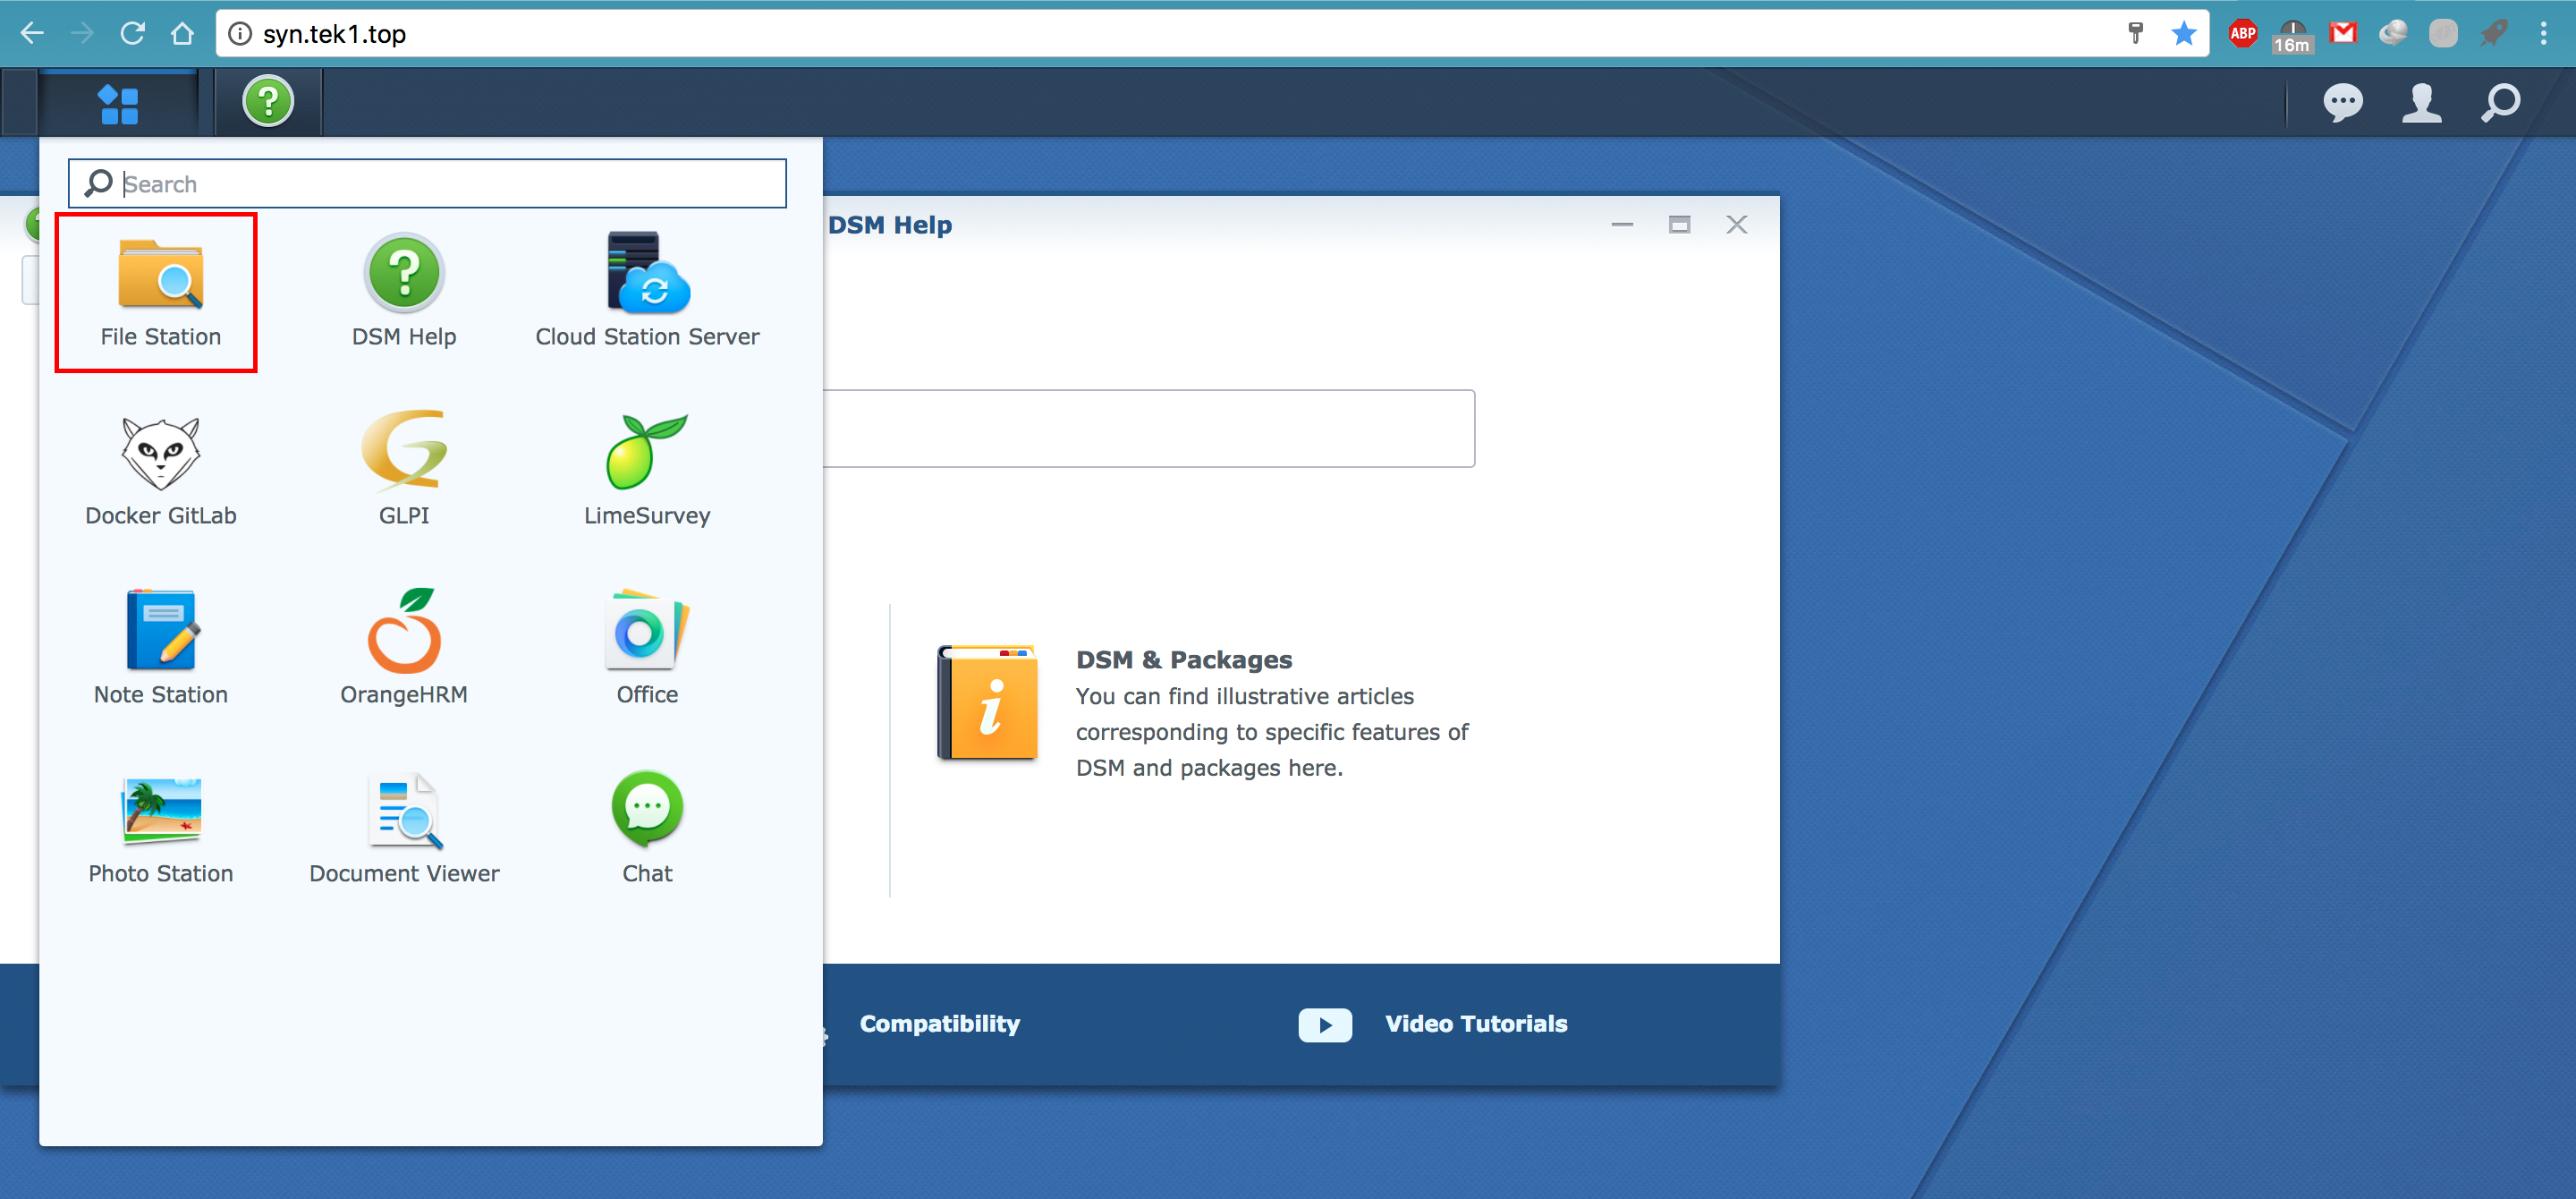 syn.tek1.top
ABP
16m
Search
File Station
DSM Help
Cloud Station Server
Docker GitLab
GLPI
LimeSurvey
Note Station
OrangeHRM
Office
Photo Station
Document Viewer
Chat
DSM Help
DSM & Packages
You can find illustrative articles
corresponding to specific features of
DSM and packages here.
Compatibility
Video Tutorials